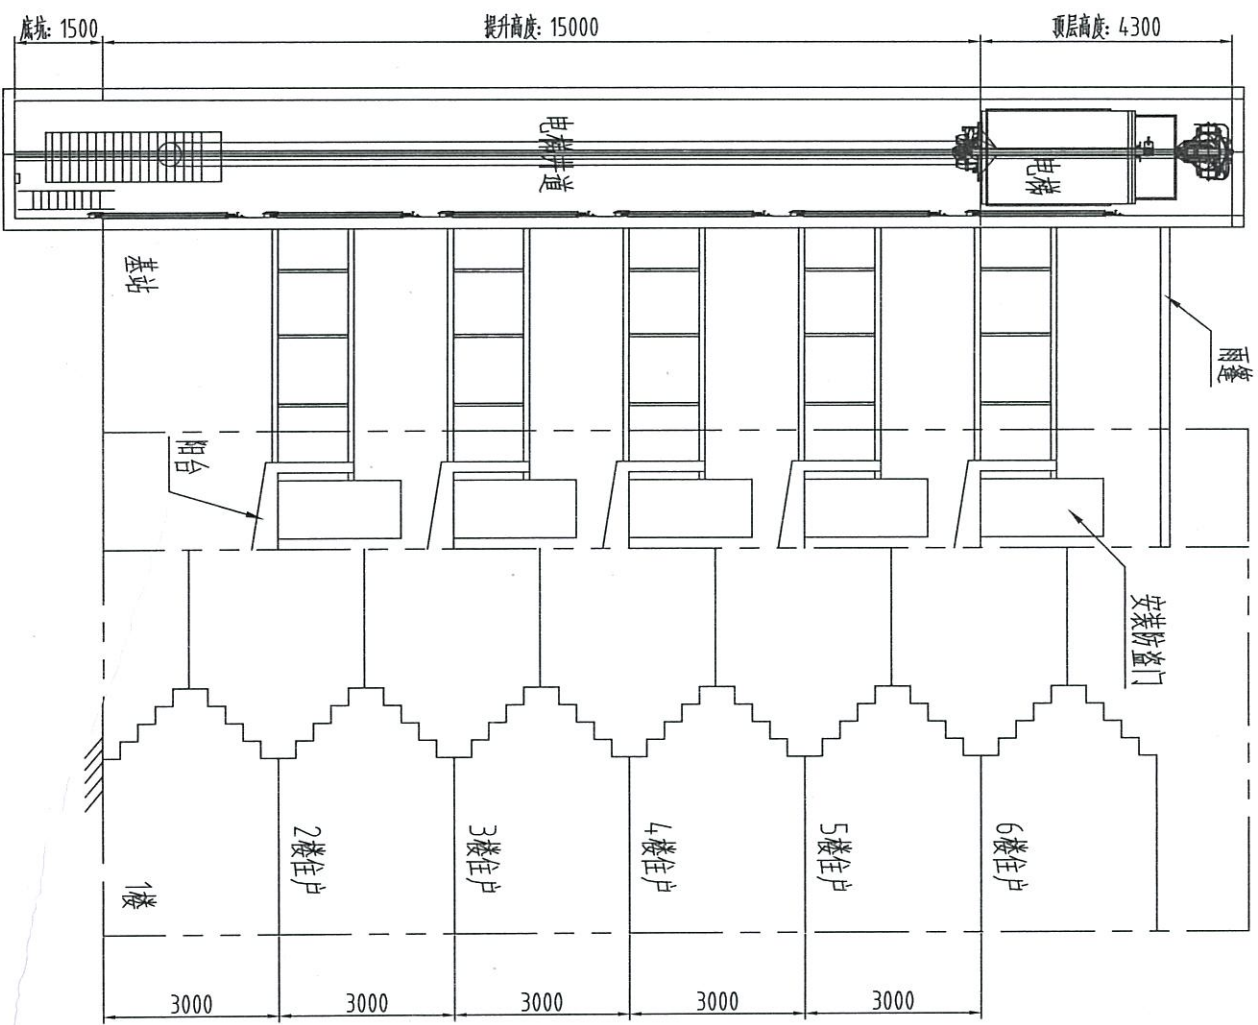 底坑: 1500
提升高度: 15000
顶层高度: 4300
电梯井道
电梯
基站
雨篷
阳台
安装防盗门
1楼
2楼住户
3楼住户
4楼住户
5楼住户
6楼住户
3000
3000
3000
3000
3000